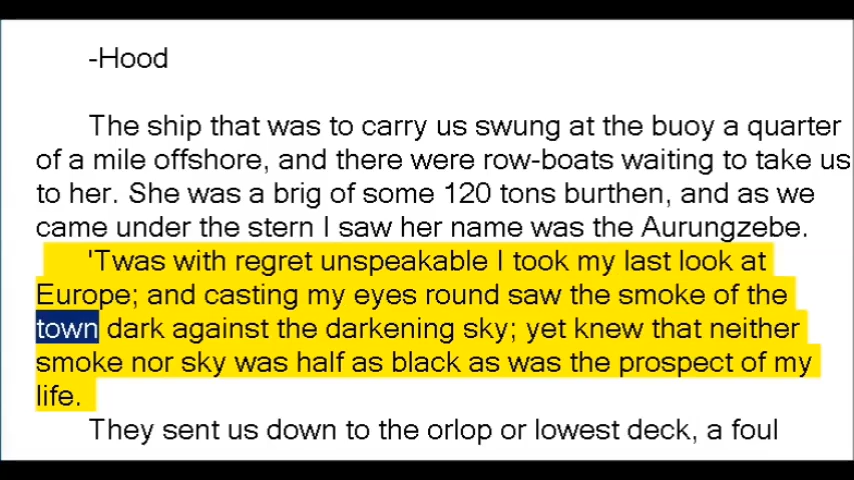 -Hood
The ship that was to carry us swung at the buoy a quarter
of a mile offshore, and there were row-boats waiting to take us
to her. She was a brig of some 120 tons burthen, and as we
came under the stern I saw her name was the Aurungzebe.
'Twas with regret unspeakable I took my last look at
Europe; and casting my eyes round saw the smoke of the
town dark against the darkening sky; yet knew that neither
smoke nor sky was half as black as was the prospect of my
life.
They sent us down to the orlop or lowest deck, a foul